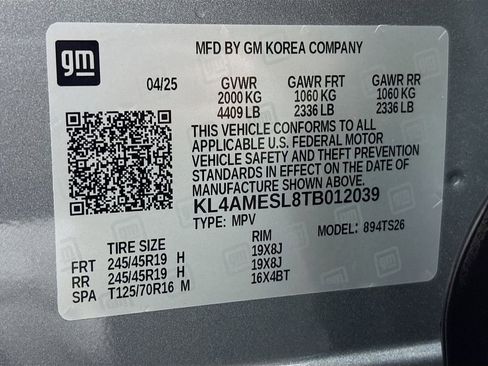 gm
MFD BY GM KOREA COMPANY
04/25 GVWR GAWR FRT GAWR RR
2000 KG 1060 KG 1060 KG
4409 LB 2336 LB 2336 LB
THIS VEHICLE CONFORMS TO ALL
APPLICABLE U.S. FEDERAL MOTOR
VEHICLE SAFETY AND THEFT PREVENTION
STANDARDS IN EFFECT ON THE DATE OF
MANUFACTURE SHOWN ABOVE.
KL4AMESL8TB012039
TYPE: MPV MODEL: 894TS26
TIRE SIZE RIM
FRT 245/45R19 H 19X8J
RR 245/45R19 H 19X8J
SPA T125/70R16 M 16X4BT